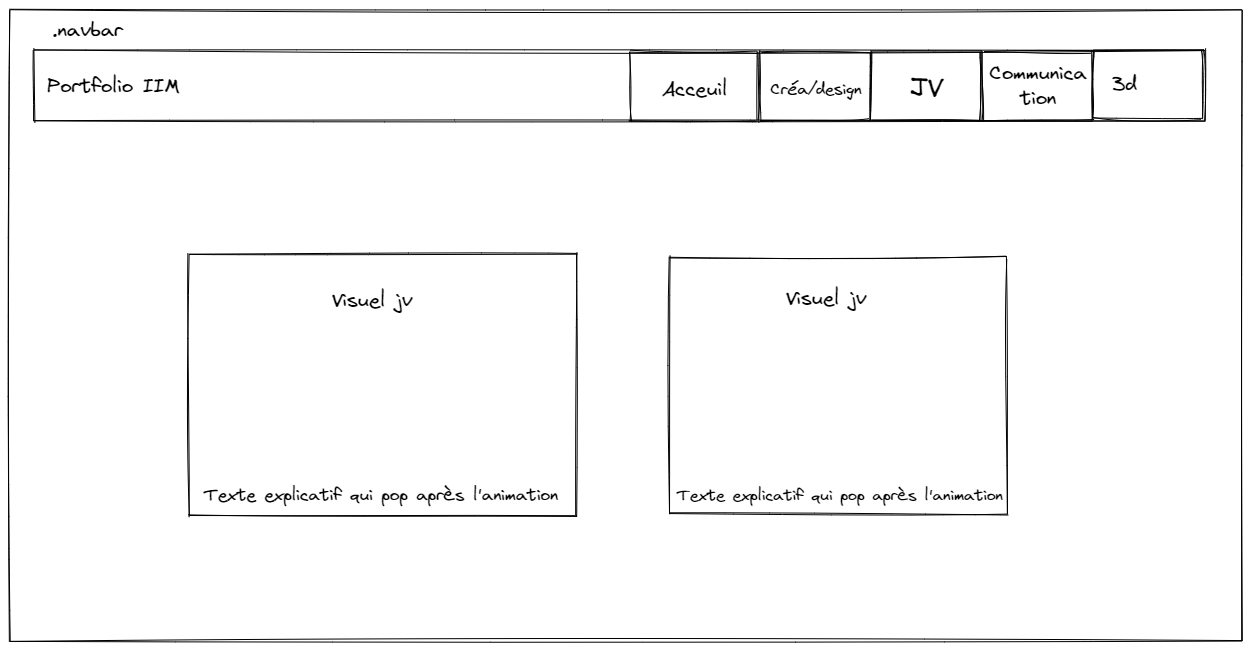 .navbar
Portfolio IIM
Acceuil
Créa/design
JV
Communica
tion
3d
Visuel jv
Visuel jv
Texte explicatif qui pop après l'animation
Texte explicatif qui pop après l'animation